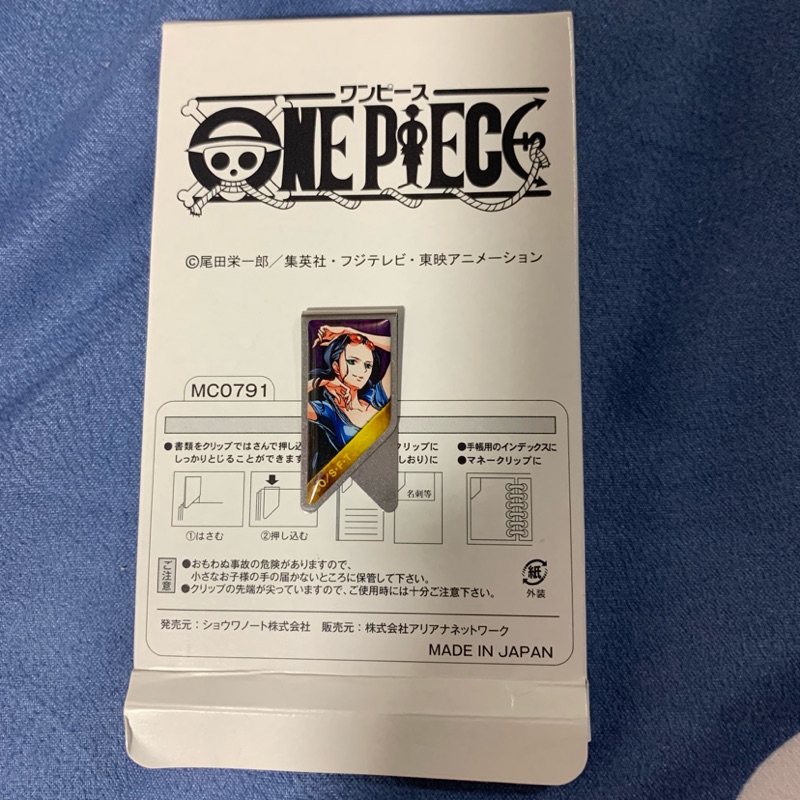 ワンピース
ONE PIECE
©尾田栄一郎／集英社・フジテレビ・東映アニメーション
MC0791
●書類をクリップではさんで押し込
しっかりとじることができます
リップに
しおり)に
●手帳用のインデックスに
●マネークリップに
O/S・F・T
名刺等
①はさむ
②押し込む
ご注意
●おもわぬ事故の危険がありますので、
小さなお子様の手の届かないところに保管して下さい。
●クリップの先端が尖っていますので、ご使用時には十分ご注意下さい。
紙
外装
発売元：ショウワノート株式会社 販売元：株式会社アリアナネットワーク
MADE IN JAPAN